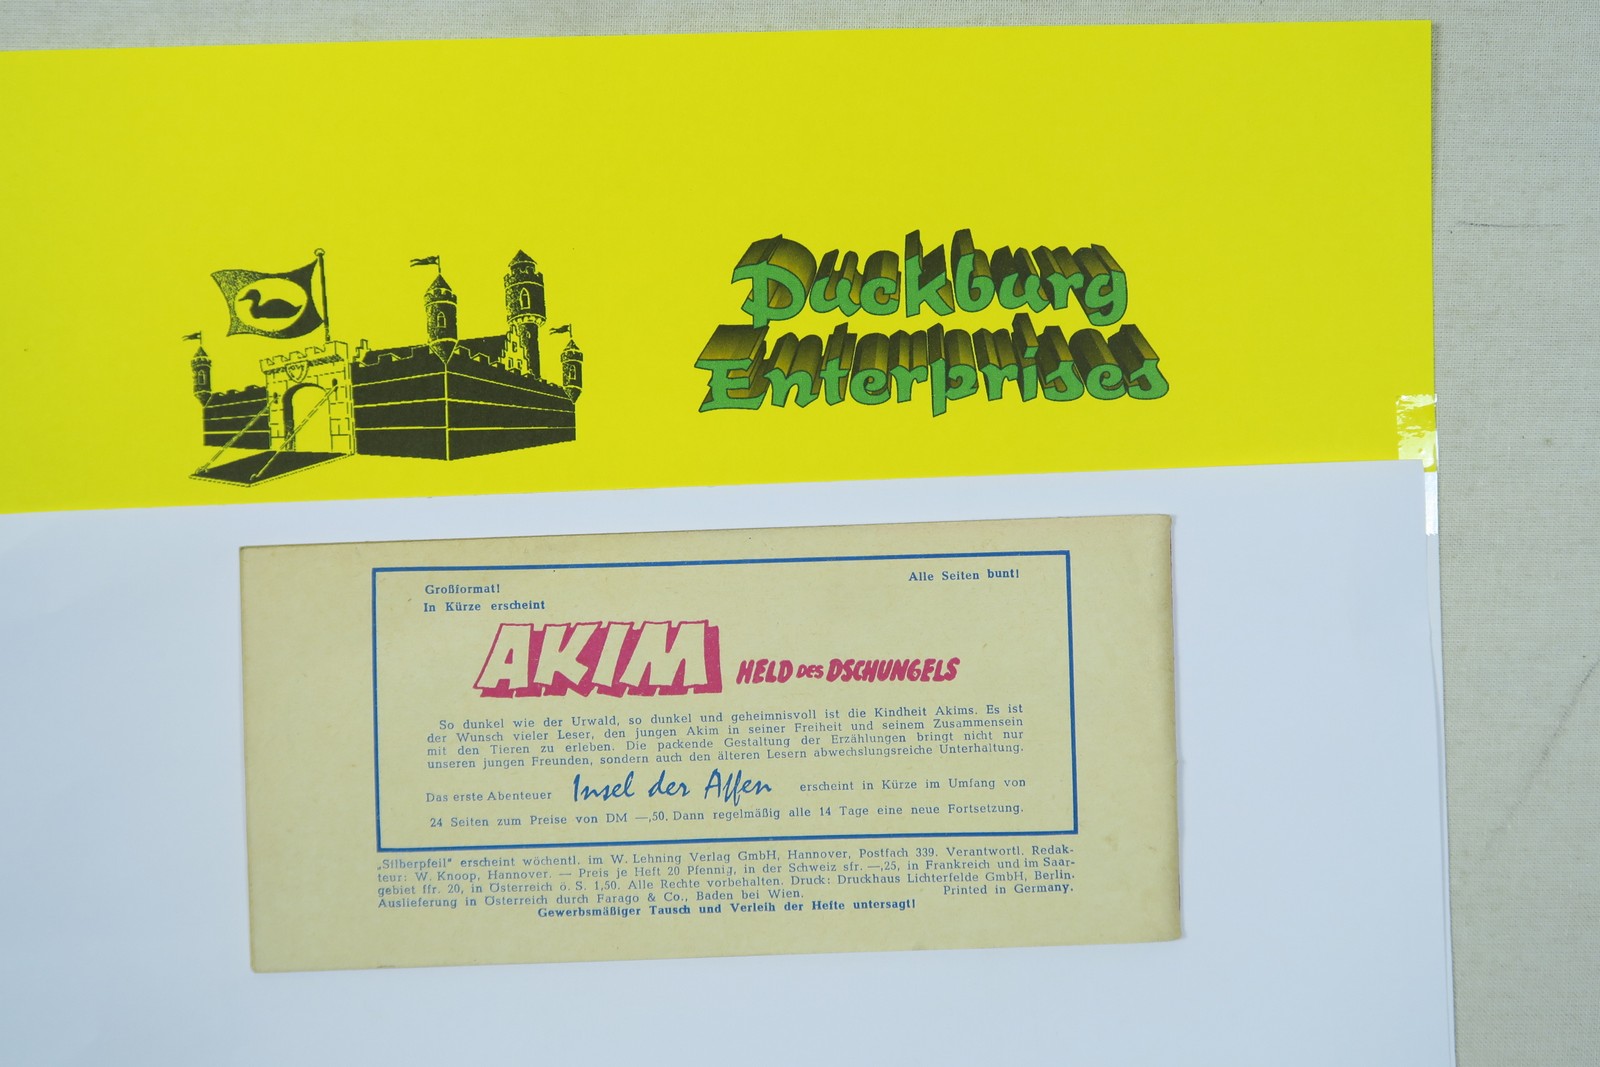 Duckburg
Enterprises
Großformat!
Alle Seiten bunt!
In Kürze erscheint
AKIM HELD DES DSCHUNGELS
So dunkel wie der Urwald, so dunkel und geheimnisvoll ist die Kindheit Akims. Es ist
der Wunsch vieler Leser, den jungen Akim in seiner Freiheit und seinem Zusammensein
mit den Tieren zu erleben. Die packende Gestaltung der Erzählungen bringt nicht nur
unseren jungen Freunden, sondern auch den älteren Lesern abwechslungsreiche Unterhaltung.
Das erste Abenteuer Insel der Affen erscheint in Kürze im Umfang von
24 Seiten zum Preise von DM —,50. Dann regelmäßig alle 14 Tage eine neue Fortsetzung.
„Silberpfeil" erscheint wöchentl. im W. Lehning Verlag GmbH, Hannover, Postfach 339. Verantwortl. Redak-
teur: W. Knoop, Hannover. — Preis je Heft 20 Pfennig, in der Schweiz sfr. —,25, in Frankreich und im Saar-
gebiet ffr. 20, in Österreich ö. S. 1,50. Alle Rechte vorbehalten. Druck: Druckhaus Lichterfelde GmbH, Berlin.
Auslieferung in Österreich durch Farago & Co., Baden bei Wien. Printed in Germany.
Gewerbsmäßiger Tausch und Verleih der Hefte untersagt!